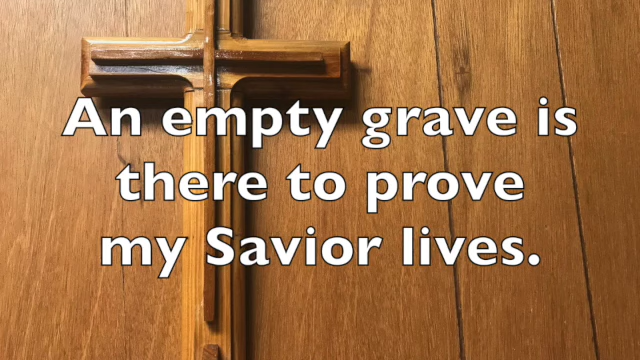 An empty grave is
there to prove
my Savior lives.